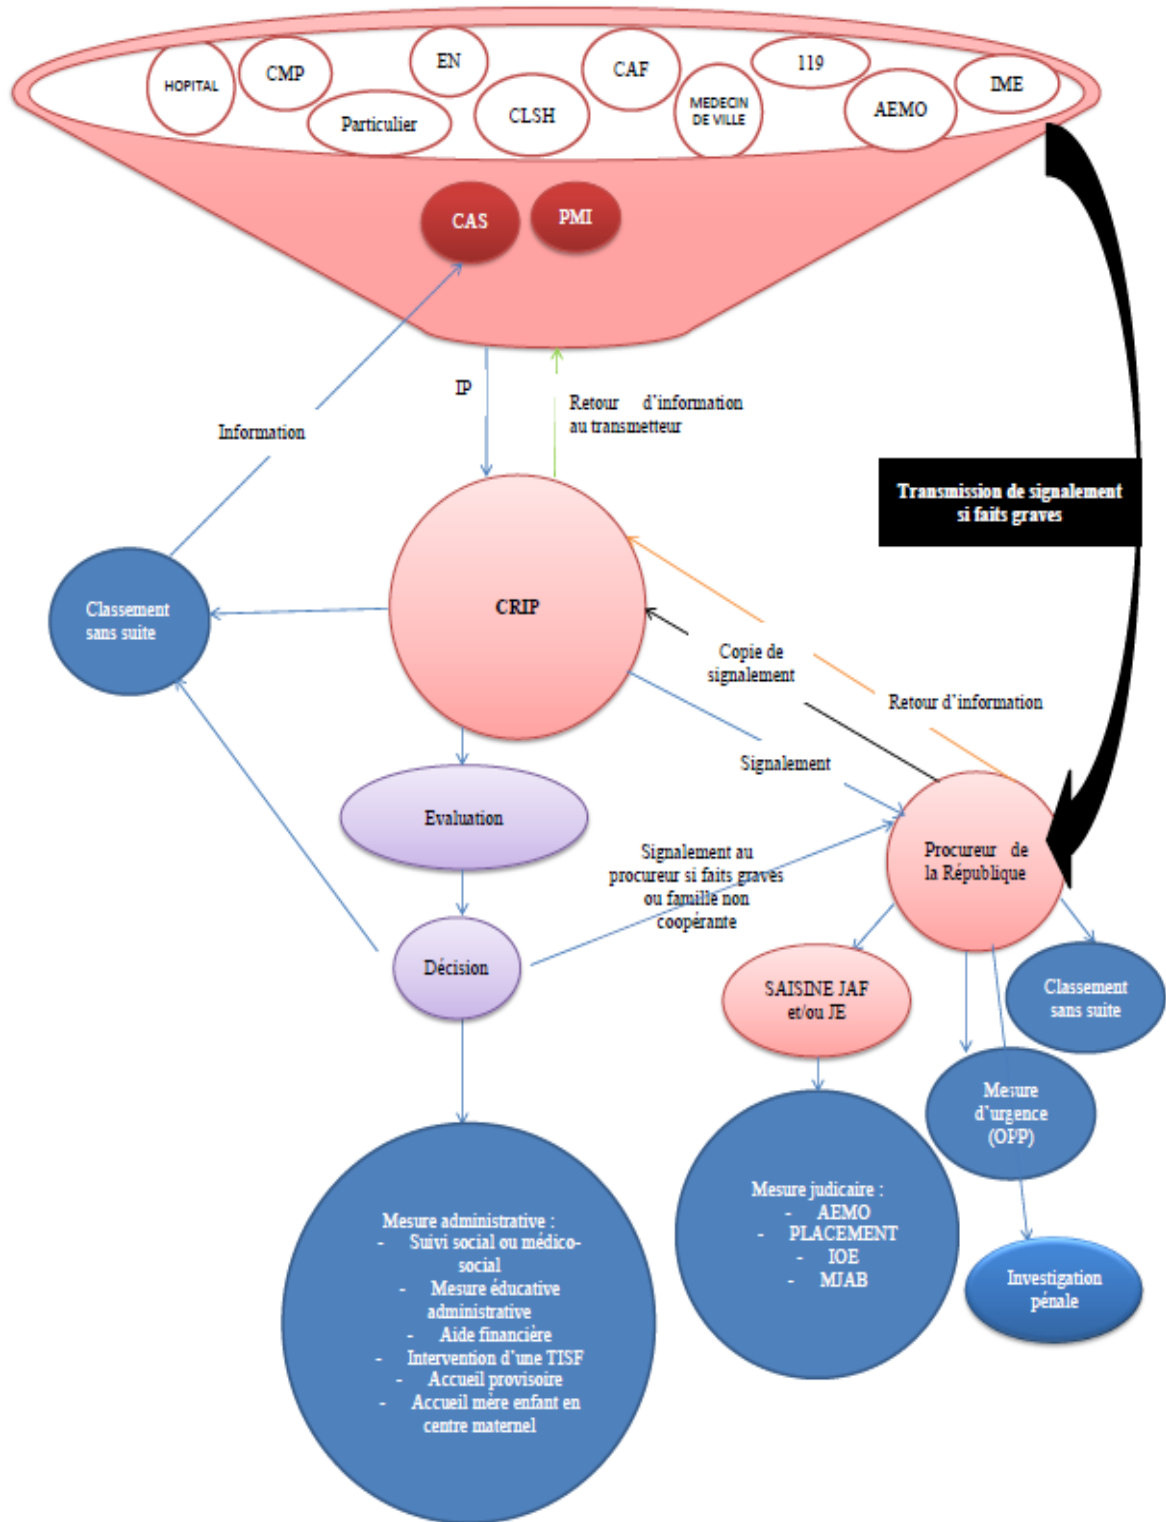 HOPITAL
CMP
EN
CAF
119
IME
Particulier
CLSH
MEDECIN
DE VILLE
AEMO
CAS
PMI
IP
Retour d'information
au transmetteur
Information
Transmission de signalement
si faits graves
Classement
sans suite
CRIP
Copie de
signalement
Retour d'information
Signalement
Evaluation
Signalement au
procureur si faits graves
ou famille non
coopérante
Procureur de
la République
Décision
SAISINE JAF
et/ou JE
Classement
sans suite
Mesure
d'urgence
(OPP)
Mesure judicaire :
- AEMO
- PLACEMENT
- IOE
- MJAB
Investigation
pénale
Mesure administrative :
- Suivi social ou médico-
social
- Mesure éducative
administrative
- Aide financière
- Intervention d'une TISF
- Accueil provisoire
- Accueil mère enfant en
centre maternel